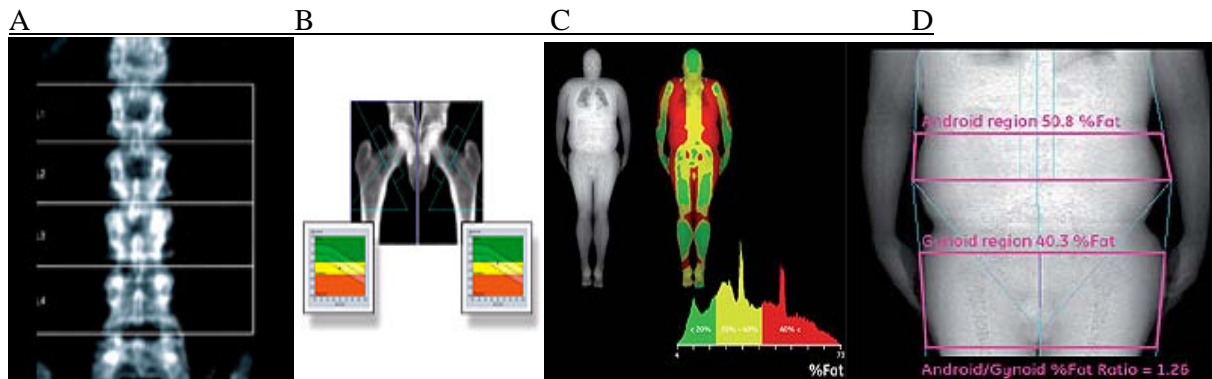 A B C D
L1
L2
L3
L4
Android region 50.8 %Fat
Gynoid region 40.3 %Fat
< 20%
20% - 40%
40% <
4
73
%Fat
Android/Gynoid %Fat Ratio = 1.26